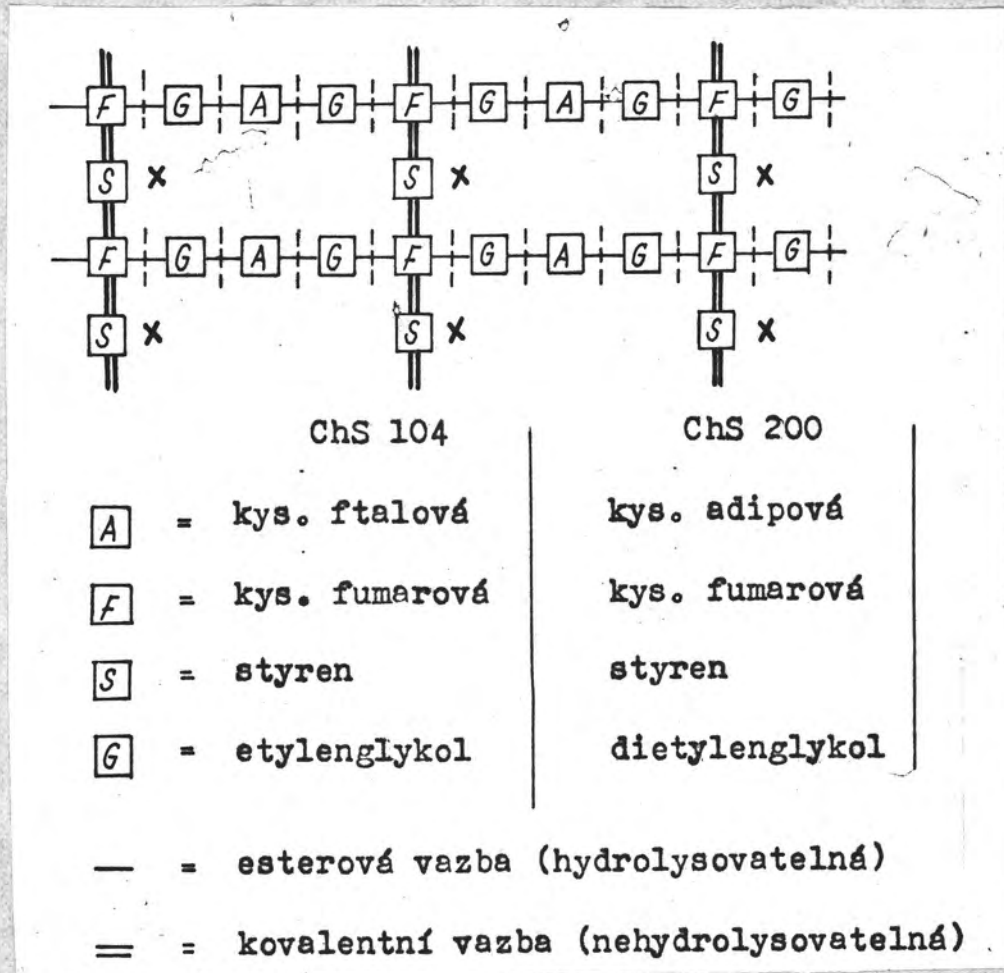 F G A G F G A G F G
S x S x S x
F G A G F G A G F G
S x S x S x
ChS 104 ChS 200
A = kys. ftalová kys. adipová
F = kys. fumarová kys. fumarová
S = styren styren
G = etylenglykol dietylenglykol
— = esterová vazba (hydrolysovatelná)
= = kovalentní vazba (nehydrolysovatelná)